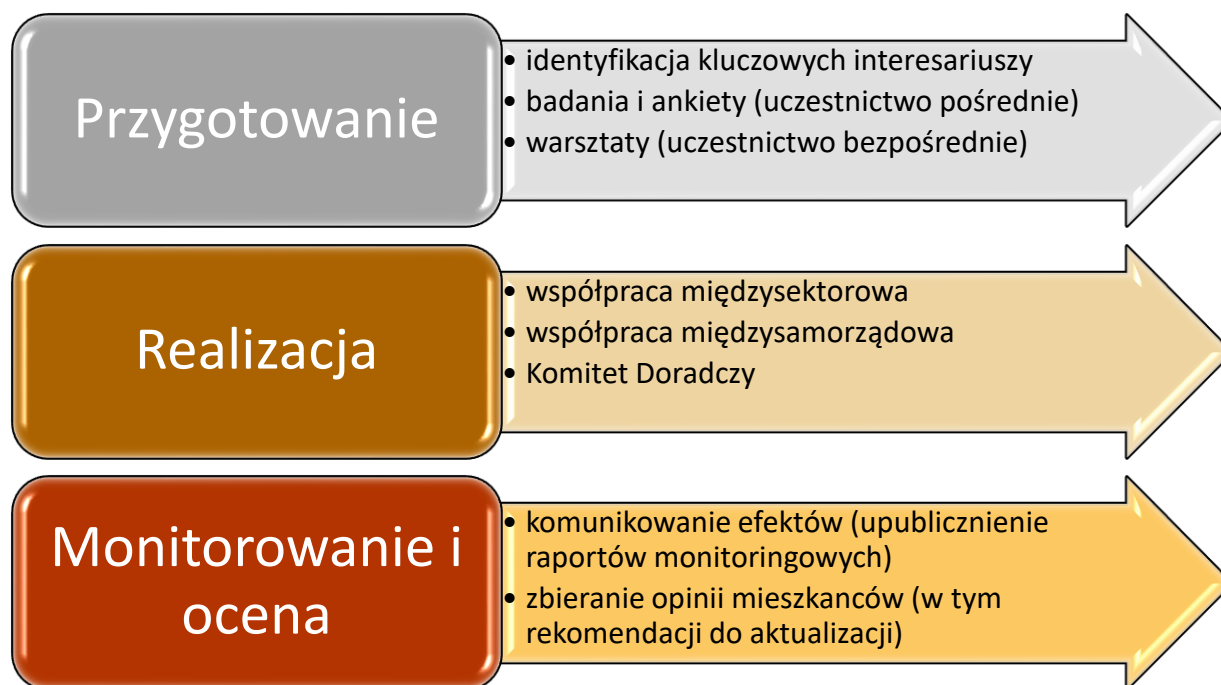 Przygotowanie
• identyfikacja kluczowych interesariuszy
• badania i ankiety (uczestnictwo pośrednie)
• warsztaty (uczestnictwo bezpośrednie)
Realizacja
• współpraca międzysektorowa
• współpraca międzysamorządowa
• Komitet Doradczy
Monitorowanie i
ocena
• komunikowanie efektów (upublicznienie
raportów monitoringowych)
• zbieranie opinii mieszkanców (w tym
rekomendacji do aktualizacji)